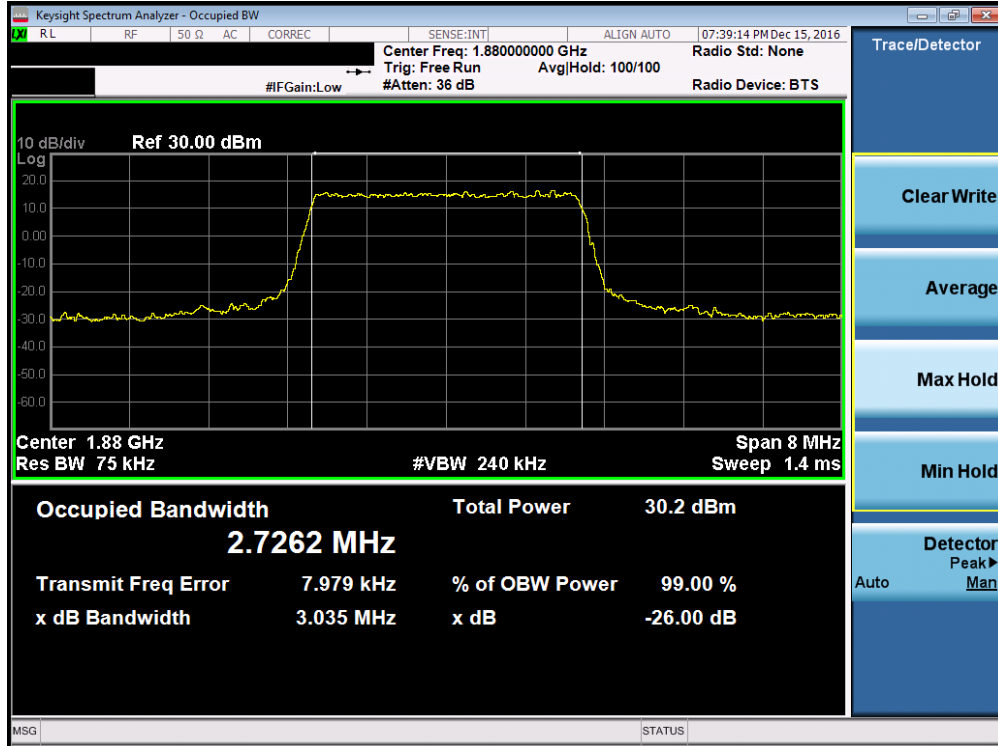 Keysight Spectrum Analyzer - Occupied BW
LXI RL RF 50 Ω AC CORREC SENSE:INT ALIGN AUTO 07:39:14 PM Dec 15, 2016
Center Freq: 1.880000000 GHz Radio Std: None
Trig: Free Run Avg|Hold: 100/100
#IFGain:Low #Atten: 36 dB Radio Device: BTS
10 dB/div Ref 30.00 dBm
Log
20.0
10.0
0.00
-10.0
-20.0
-30.0
-40.0
-50.0
-60.0
Center 1.88 GHz Span 8 MHz
Res BW 75 kHz #VBW 240 kHz Sweep 1.4 ms
Occupied Bandwidth Total Power 30.2 dBm
2.7262 MHz
Transmit Freq Error 7.979 kHz % of OBW Power 99.00 %
x dB Bandwidth 3.035 MHz x dB -26.00 dB
MSG STATUS
Trace/Detector
Clear Write
Average
Max Hold
Min Hold
Detector
Peak▶
Auto Man